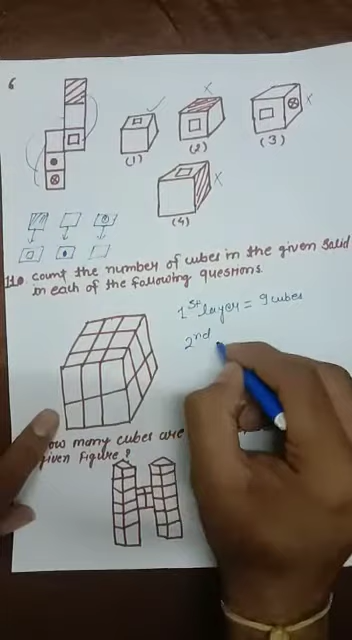 6
(1)
(2)
(3)
(4)
count the number of cubes in the given Solid
in each of the following questions.
1st layer = 9 cubes
2nd
ow many cubes are
given figure?